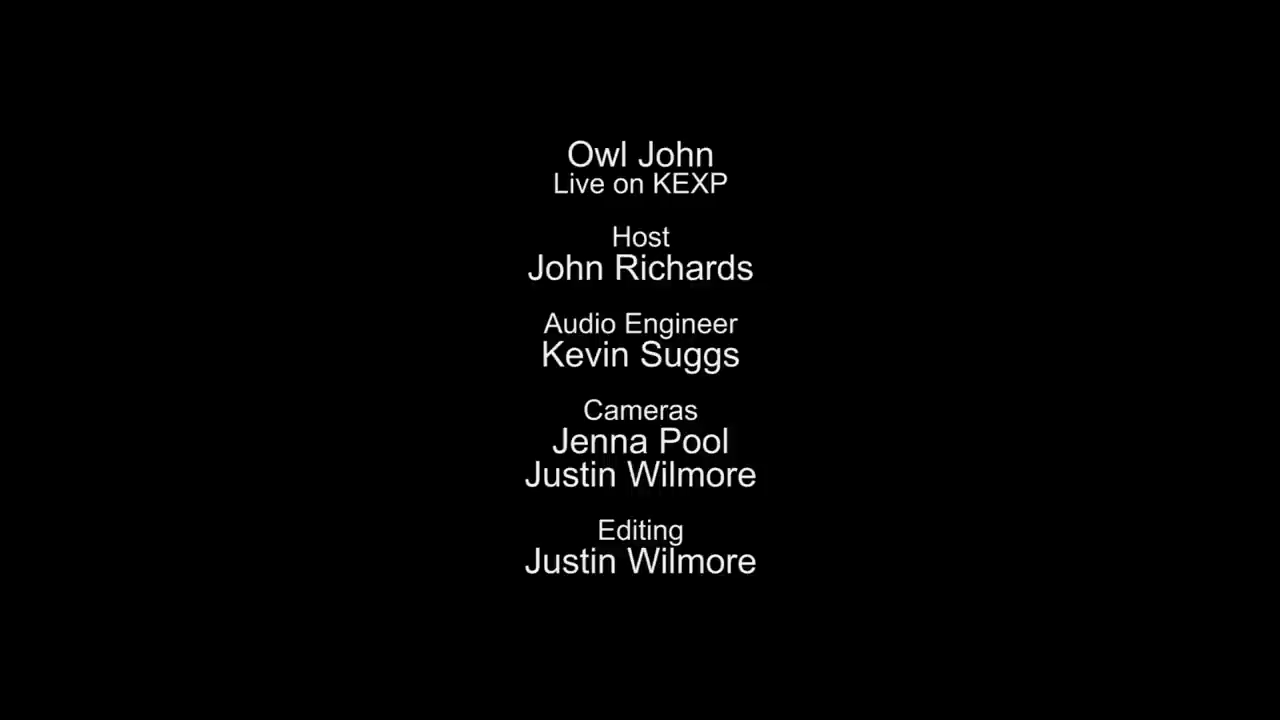 Owl John
Live on KEXP
Host
John Richards
Audio Engineer
Kevin Suggs
Cameras
Jenna Pool
Justin Wilmore
Editing
Justin Wilmore